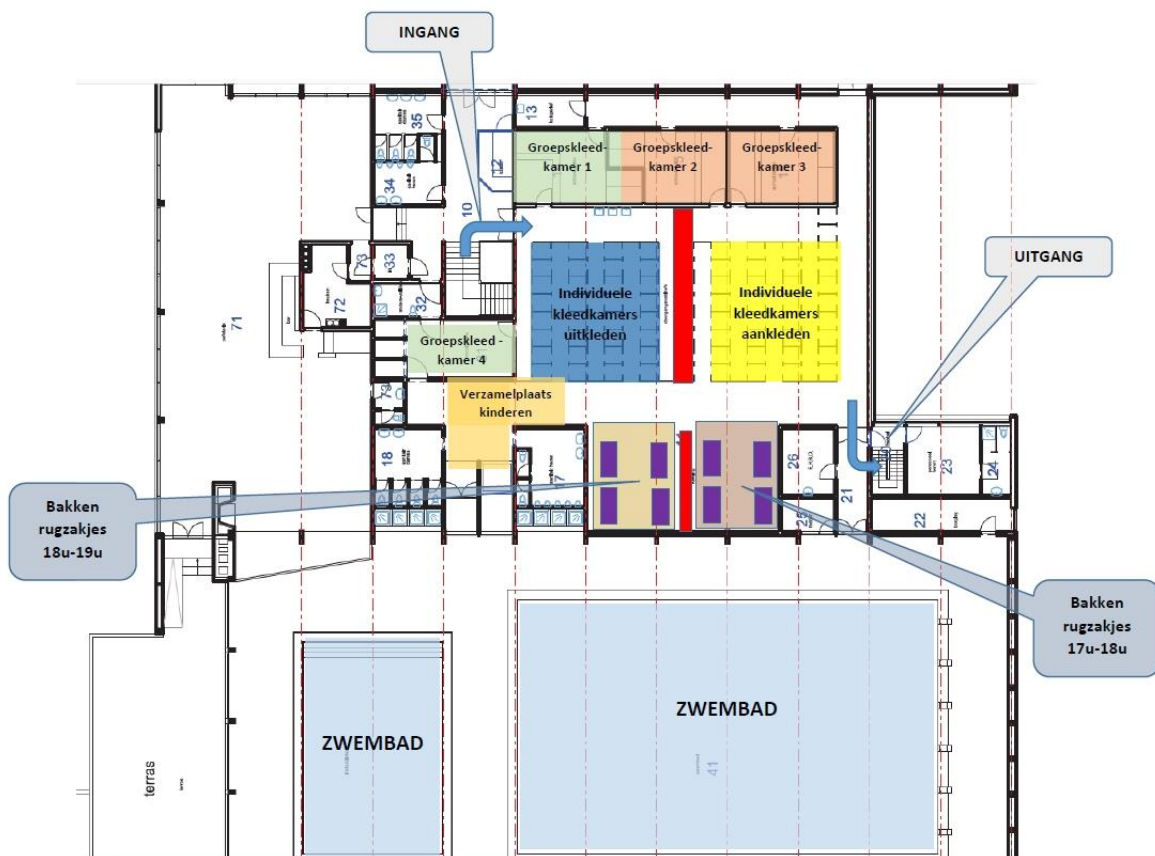 INGANG
35
13
12
Groepskleed-
kamer 1
Groepskleed-
kamer 2
Groepskleed-
kamer 3
34
10
UITGANG
73
33
72
32
71
bar
Individuele
kleedkamers
uitkleden
Individuele
kleedkamers
aankleden
Groepskleed -
kamer 4
Verzamelplaats
kinderen
18
17
26
E.H.B.O.
23
24
25
21
22
Bakken
rugzakjes
18u-19u
Bakken
rugzakjes
17u-18u
ZWEMBAD
ZWEMBAD
41
terras
terras